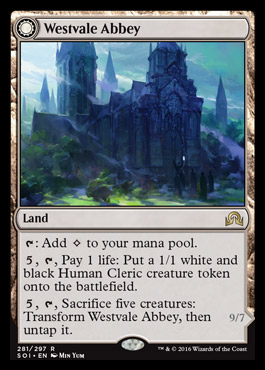 Westvale Abbey
Land
: Add to your mana pool.
5, , Pay 1 life: Put a 1/1 white and
black Human Cleric creature token
onto the battlefield.
5, , Sacrifice five creatures:
Transform Westvale Abbey, then
untap it.
9/7
281/297 R
SOI • EN Min Yum
™ & © 2016 Wizards of the Coast